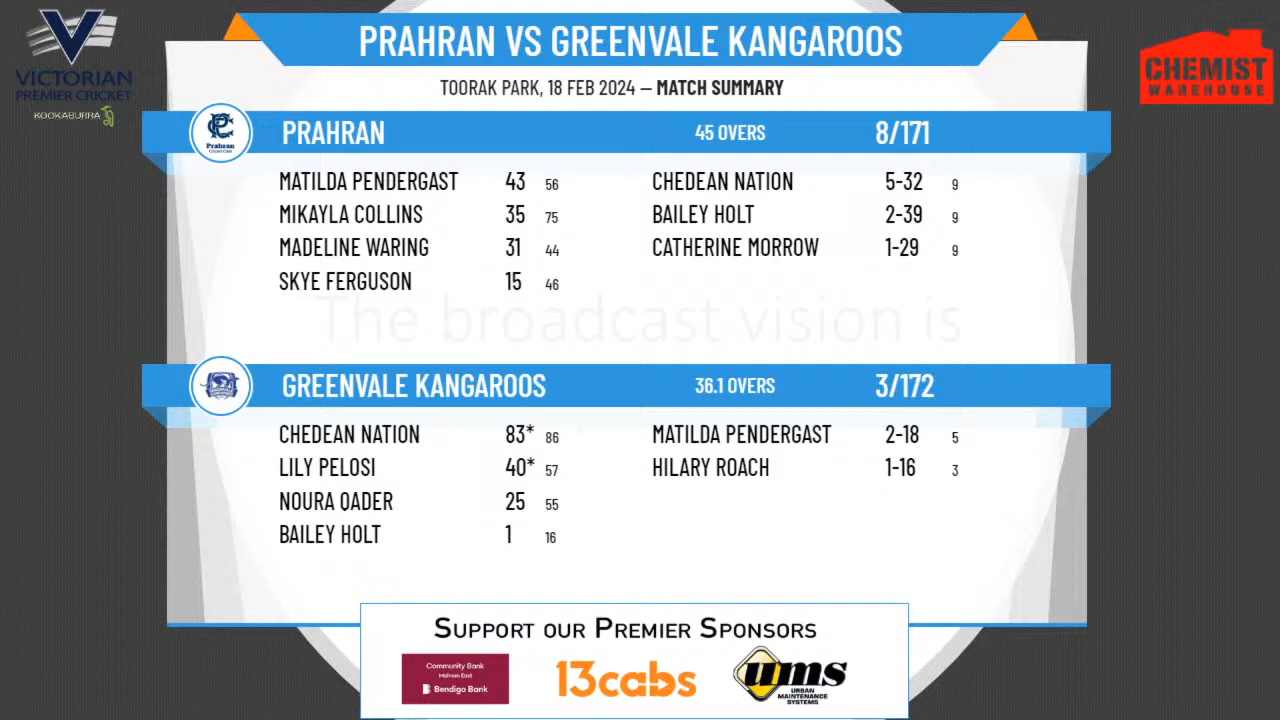 PRAHRAN VS GREENVALE KANGAROOS
VICTORIAN
PREMIER CRICKET
KOOKABURRA
CHEMIST
WAREHOUSE
TOORAK PARK, 18 FEB 2024 – MATCH SUMMARY
Prahran
PRAHRAN 45 OVERS 8/171
MATILDA PENDERGAST 43 56 CHEDEAN NATION 5-32 9
MIKAYLA COLLINS 35 75 BAILEY HOLT 2-39 9
MADELINE WARING 31 44 CATHERINE MORROW 1-29 9
SKYE FERGUSON 15 46
The broadcast vision is
GREENVALE KANGAROOS 36.1 OVERS 3/172
CHEDEAN NATION 83* 86 MATILDA PENDERGAST 2-18 5
LILY PELOSI 40* 57 HILARY ROACH 1-16 3
NOURA QADER 25 55
BAILEY HOLT 1 16
SUPPORT OUR PREMIER SPONSORS
Community Bank
Malvern East
Bendigo Bank
13cabs
ums
URBAN
MAINTENANCE
SYSTEMS